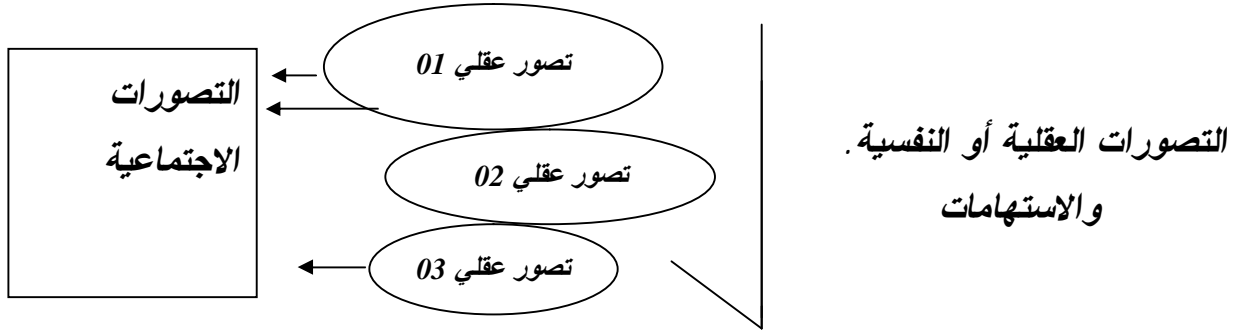 التصورات العقلية أو النفسية.
والاستهامات
تصور عقلي 01
تصور عقلي 02
تصور عقلي 03
التصورات
الاجتماعية